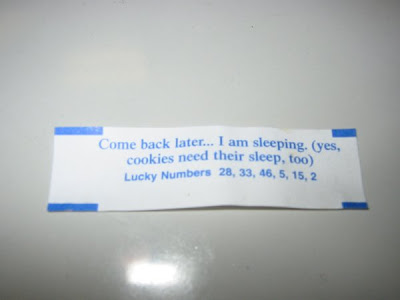 Come back later... I am sleeping. (yes,
cookies need their sleep, too)
Lucky Numbers 28, 33, 46, 5, 15, 2